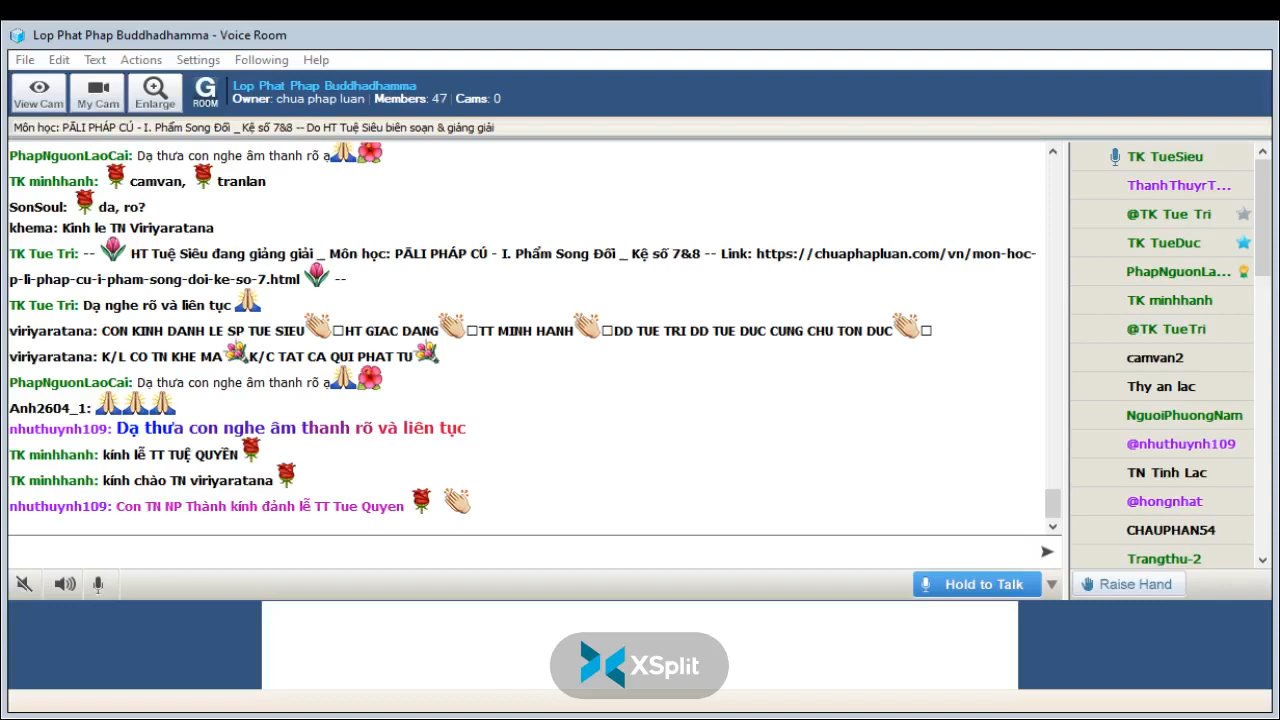 Lop Phat Phap Buddhadhamma - Voice Room
File Edit Text Actions Settings Following Help
View Cam My Cam Enlarge G ROOM
Lop Phat Phap Buddhadhamma
Owner: chua phap luan | Members: 47 | Cams: 0
Môn học: PĀLI PHÁP CÚ - I. Phẩm Song Đối _ Kệ số 7&8 -- Do HT Tuệ Siêu biên soạn & giảng giải
PhapNguonLaoCai: Dạ thưa con nghe âm thanh rõ ạ
TK minhhanh: camvan, tranlan
SonSoul: da, ro?
khema: Kinh le TN Viriyaratana
TK Tue Tri: -- HT Tuệ Siêu đang giảng giải _ Môn học: PĀLI PHÁP CÚ - I. Phẩm Song Đối _ Kệ số 7&8 -- Link: https://chuaphapluan.com/vn/mon-hoc-
p-li-phap-cu-i-pham-song-doi-ke-so-7.html --
TK Tue Tri: Dạ nghe rõ và liên tục
viriyaratana: CON KINH DANH LE SP TUE SIEU HT GIAC DANG TT MINH HANH DD TUE TRI DD TUE DUC CUNG CHU TON DUC
viriyaratana: K/L CO TN KHE MA K/C TAT CA QUI PHAT TU
PhapNguonLaoCai: Dạ thưa con nghe âm thanh rõ ạ
Anh2604_1:
nhuthuynh109: Dạ thưa con nghe âm thanh rõ và liên tục
TK minhhanh: kính lễ TT TUỆ QUYỀN
TK minhhanh: kính chào TN viriyaratana
nhuthuynh109: Con TN NP Thành kính đảnh lễ TT Tue Quyen
TK TueSieu
ThanhThuyrT...
@TK Tue Tri
TK TueDuc
PhapNguonLa...
TK minhhanh
@TK TueTri
camvan2
Thy an lac
NguoiPhuongNam
@nhuthuynh109
TN Tinh Lac
@hongnhat
CHAUPHAN54
Trangthu-2
Hold to Talk
Raise Hand
XSplit